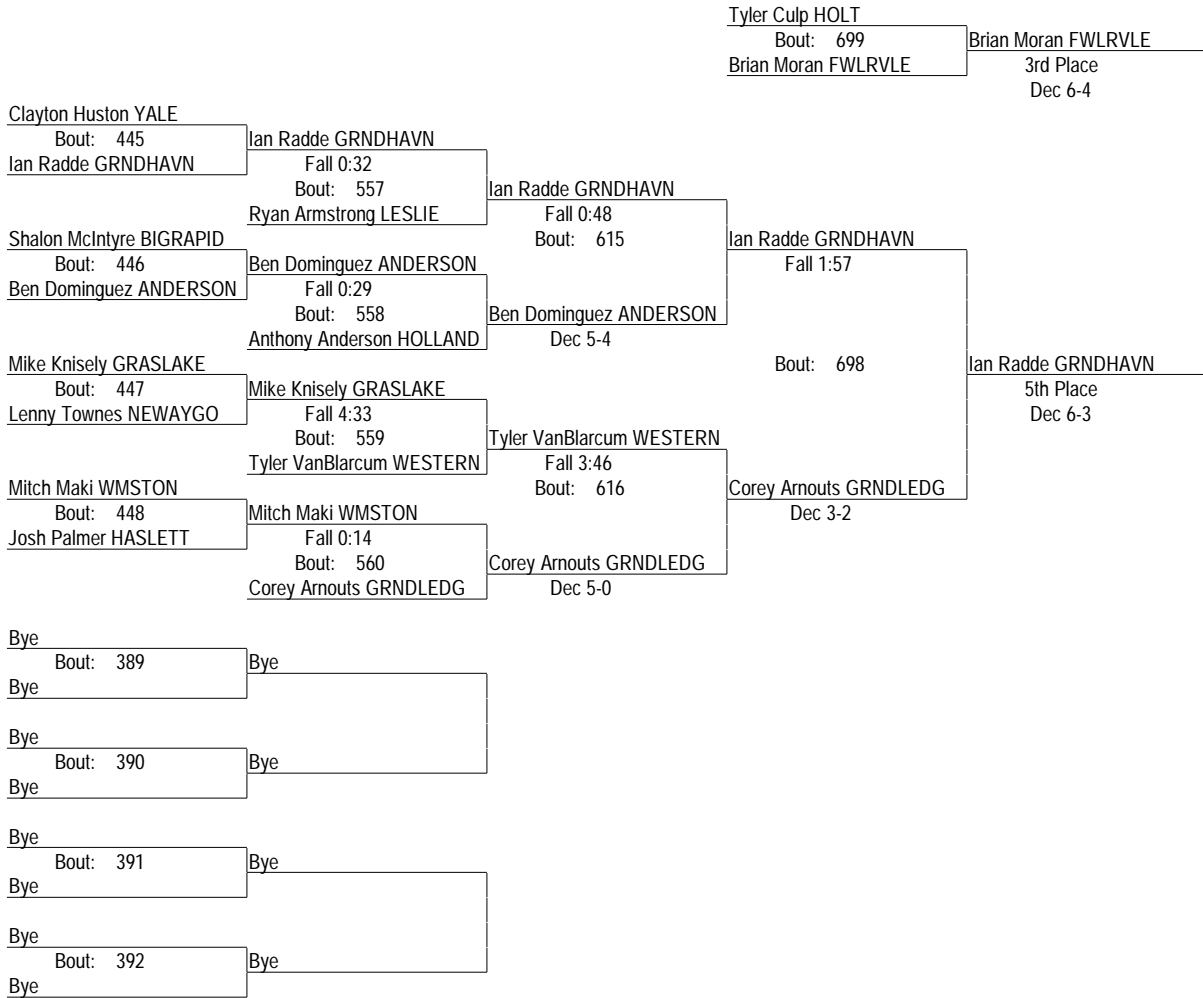 Tyler Culp HOLT
Bout: 699 Brian Moran FWLRVLE
Brian Moran FWLRVLE 3rd Place
Dec 6-4
Clayton Huston YALE
Bout: 445 Ian Radde GRNDHAVN
Ian Radde GRNDHAVN Fall 0:32
Bout: 557 Ian Radde GRNDHAVN
Ryan Armstrong LESLIE Fall 0:48
Shalon McIntyre BIGRAPID Bout: 615 Ian Radde GRNDHAVN
Bout: 446 Ben Dominguez ANDERSON Fall 1:57
Ben Dominguez ANDERSON Fall 0:29
Bout: 558 Ben Dominguez ANDERSON
Anthony Anderson HOLLAND Dec 5-4
Mike Knisely GRASLAKE Bout: 698 Ian Radde GRNDHAVN
Bout: 447 Mike Knisely GRASLAKE 5th Place
Lenny Townes NEWAYGO Fall 4:33 Dec 6-3
Bout: 559 Tyler VanBlarcum WESTERN
Tyler VanBlarcum WESTERN Fall 3:46
Mitch Maki WMSTON Bout: 616 Corey Arnouts GRNDLEDG
Bout: 448 Mitch Maki WMSTON Dec 3-2
Josh Palmer HASLETT Fall 0:14
Bout: 560 Corey Arnouts GRNDLEDG
Corey Arnouts GRNDLEDG Dec 5-0
Bye
Bout: 389 Bye
Bye
Bye
Bout: 390 Bye
Bye
Bye
Bout: 391 Bye
Bye
Bye
Bout: 392 Bye
Bye